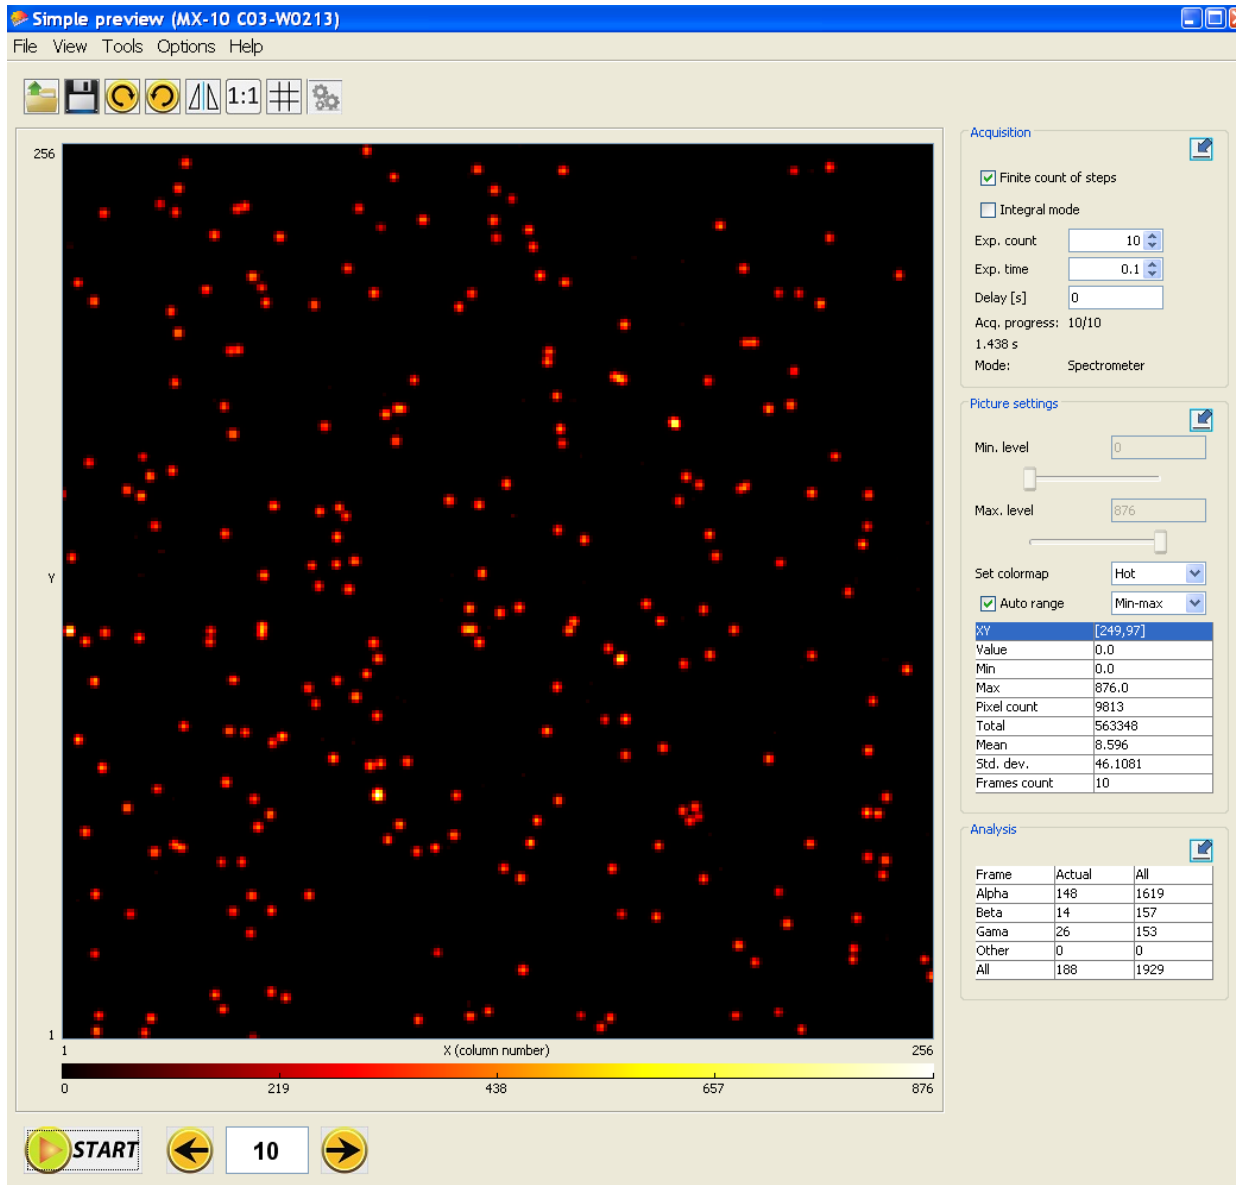 Simple preview (MX-10 C03-W0213)
File View Tools Options Help
1:1
256
Y
1
1 X (column number) 256
0 219 438 657 876
START 10
Acquisition
Finite count of steps
Integral mode
Exp. count 10
Exp. time 0.1
Delay [s] 0
Acq. progress: 10/10
1.438 s
Mode: Spectrometer
Picture settings
Min. level 0
Max. level 876
Set colormap Hot
Auto range Min-max
XY [249,97]
Value 0.0
Min 0.0
Max 876.0
Pixel count 9813
Total 563348
Mean 8.596
Std. dev. 46.1081
Frames count 10
Analysis
Frame Actual All
Alpha 148 1619
Beta 14 157
Gama 26 153
Other 0 0
All 188 1929